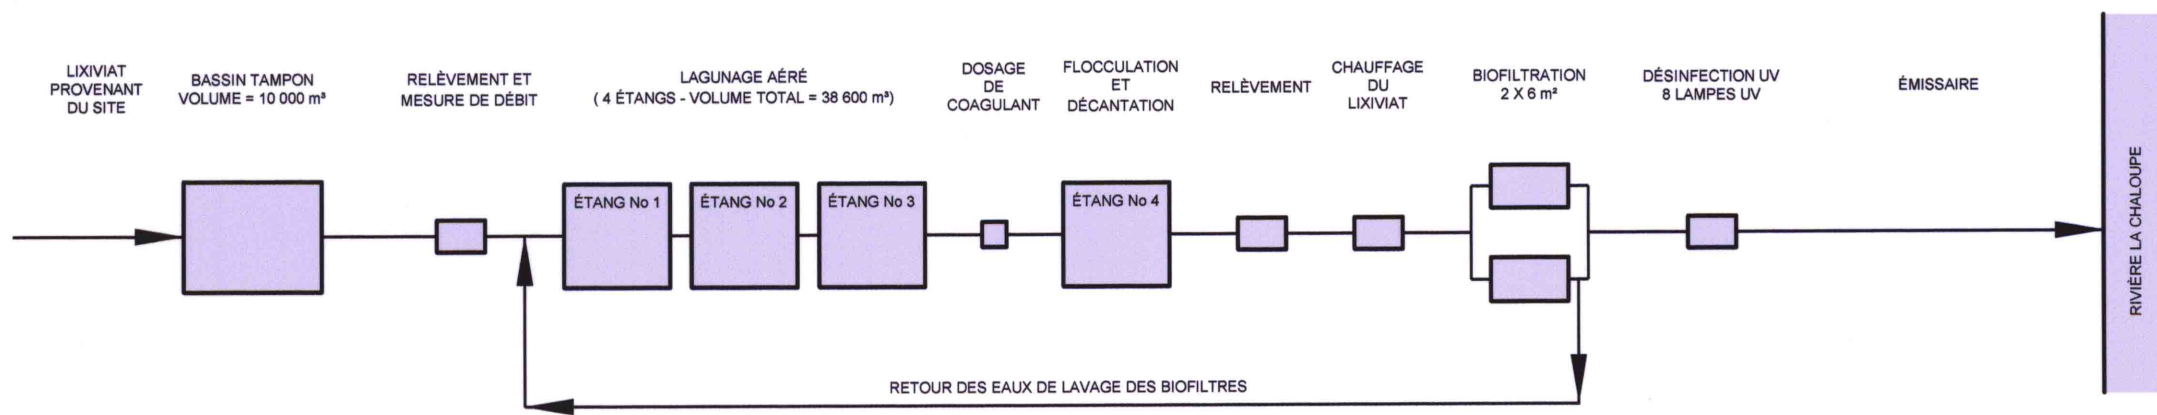 LIXIVIAT
PROVENANT
DU SITE
BASSIN TAMPON
VOLUME = 10 000 m³
RELÈVEMENT ET
MESURE DE DÉBIT
LAGUNAGE AÉRÉ
( 4 ÉTANGS - VOLUME TOTAL = 38 600 m³)
DOSAGE
DE
COAGULANT
FLOCCULATION
ET
DÉCANTATION
RELÈVEMENT
CHAUFFAGE
DU
LIXIVIAT
BIOFILTRATION
2 X 6 m²
DÉSINFECTION UV
8 LAMPES UV
ÉMISSAIRE
ÉTANG No 1
ÉTANG No 2
ÉTANG No 3
ÉTANG No 4
RIVIÈRE LA CHALOUPE
RETOUR DES EAUX DE LAVAGE DES BIOFILTRES